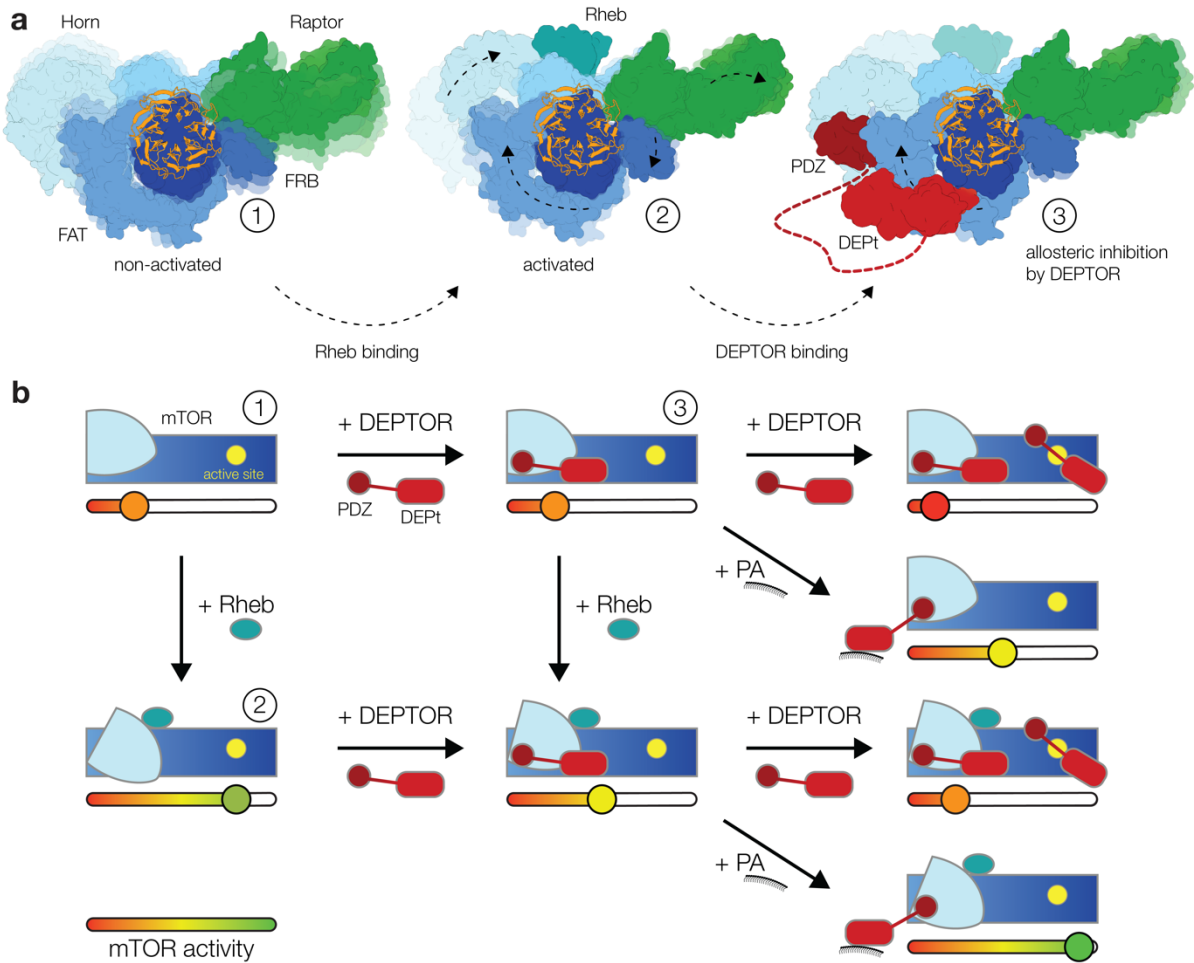 a
Horn
Raptor
Rheb
FRB
PDZ
FAT
1
2
DEPt
3
non-activated
activated
allosteric inhibition
by DEPTOR
Rheb binding
DEPTOR binding
b
mTOR
1
+ DEPTOR
3
+ DEPTOR
active site
PDZ
DEPt
+ PA
+ Rheb
+ Rheb
2
+ DEPTOR
+ DEPTOR
+ PA
mTOR activity